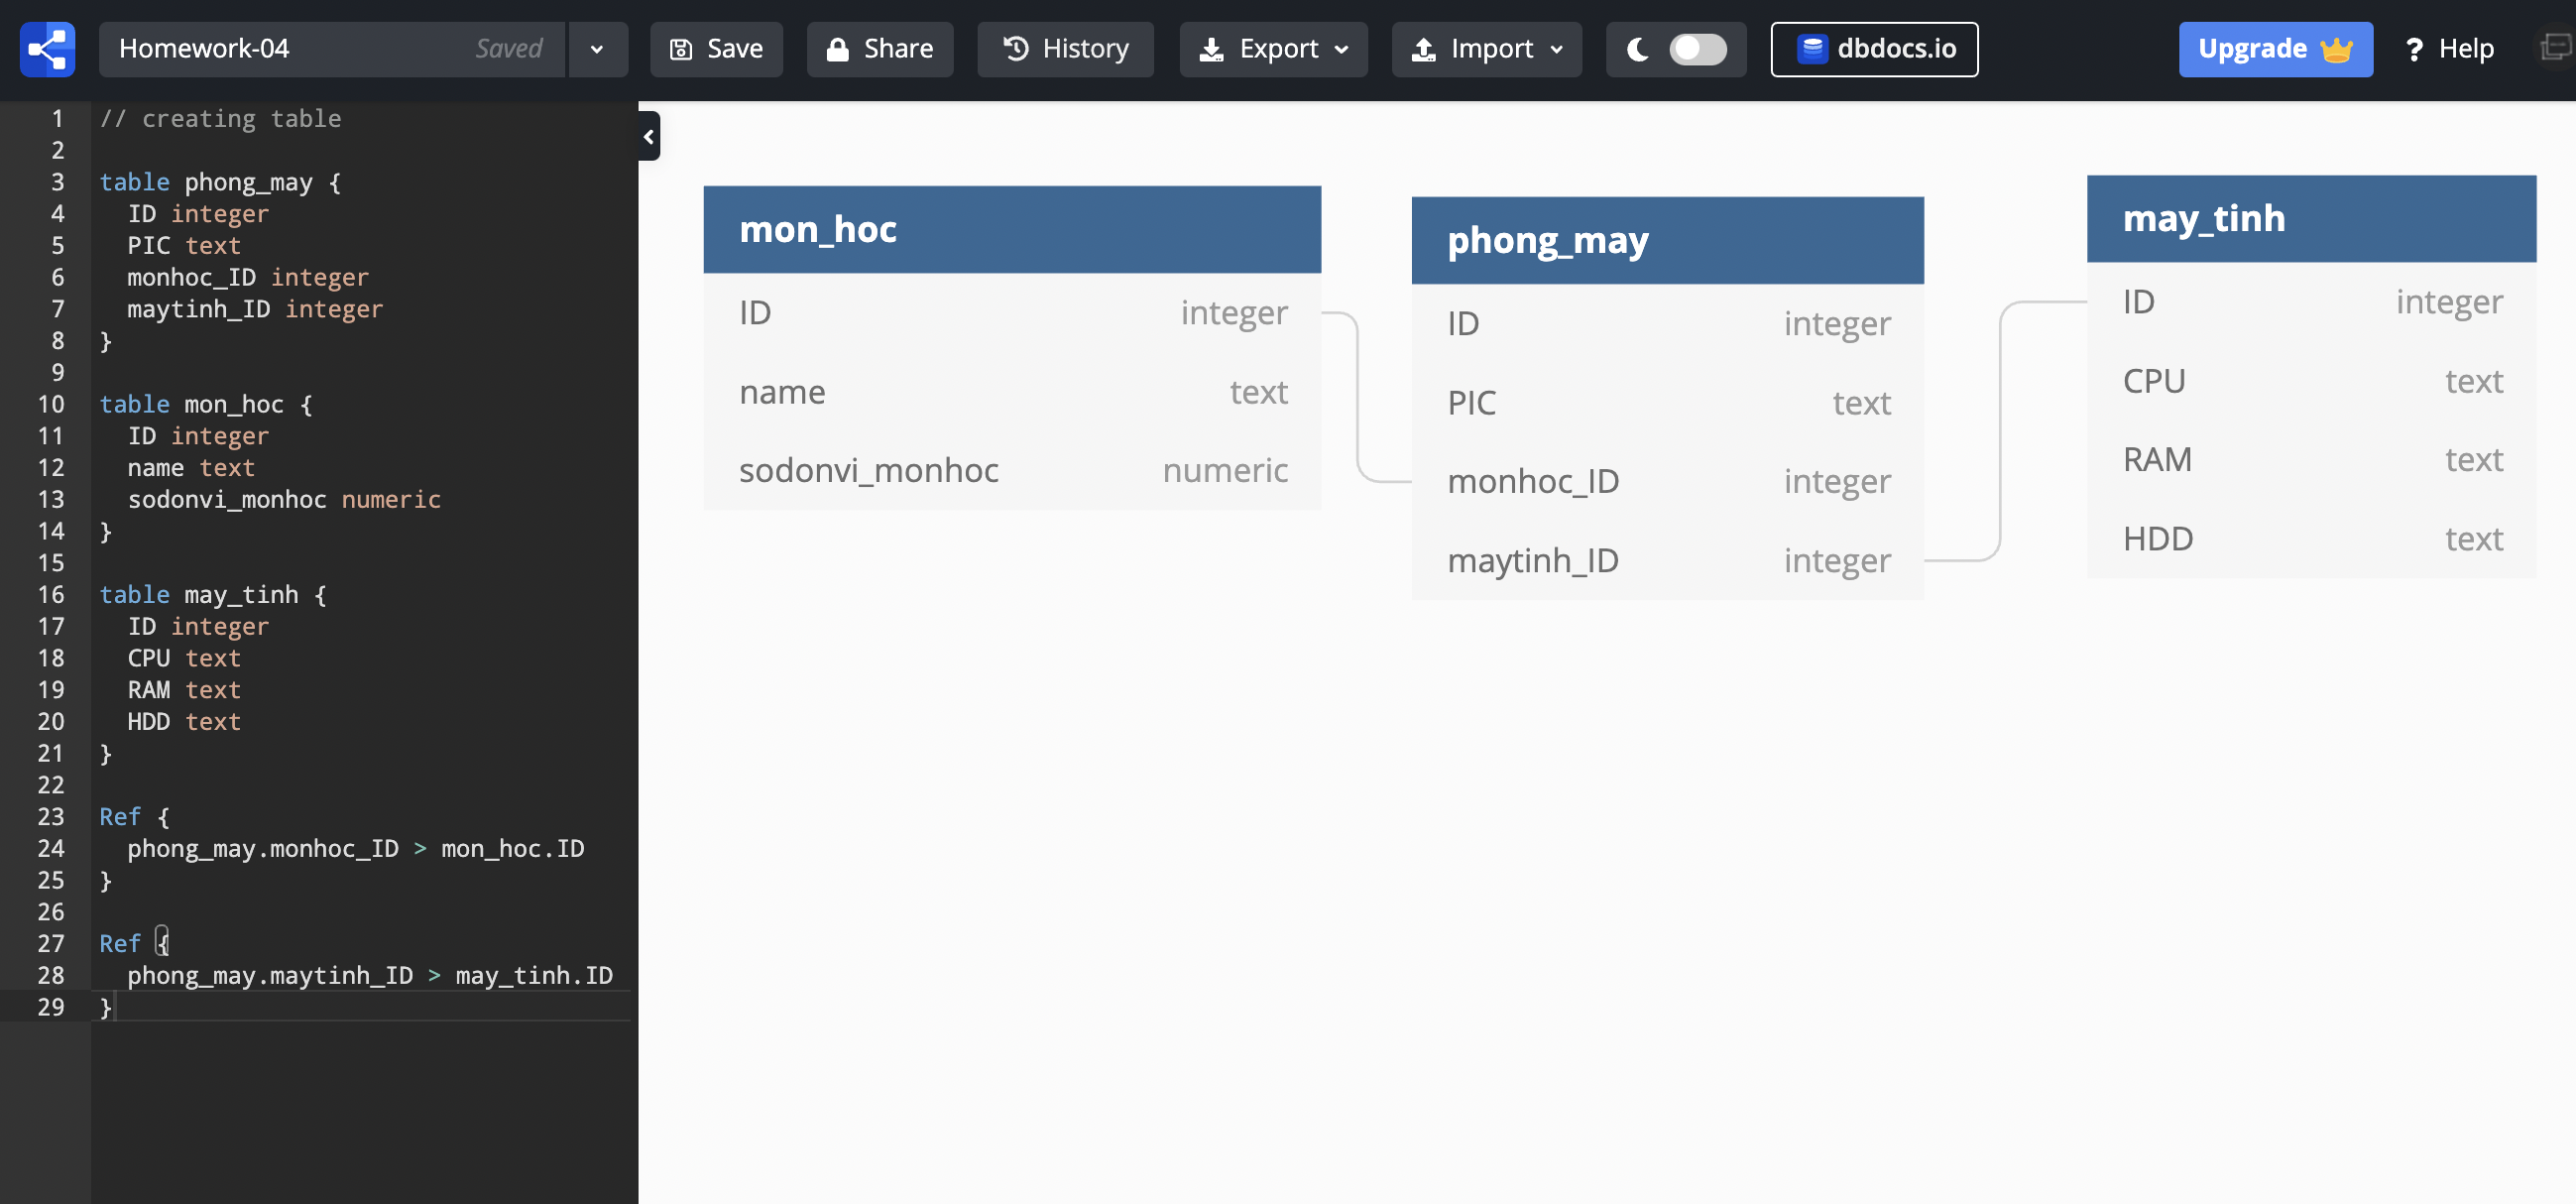 Homework-04 Saved Save Share History Export Import dbdocs.io Upgrade ? Help
1 // creating table
2
3 table phong_may {
4 ID integer
5 PIC text
6 monhoc_ID integer
7 maytinh_ID integer
8 }
9
10 table mon_hoc {
11 ID integer
12 name text
13 sodonvi_monhoc numeric
14 }
15
16 table may_tinh {
17 ID integer
18 CPU text
19 RAM text
20 HDD text
21 }
22
23 Ref {
24 phong_may.monhoc_ID > mon_hoc.ID
25 }
26
27 Ref {
28 phong_may.maytinh_ID > may_tinh.ID
29 }
mon_hoc
ID integer
name text
sodonvi_monhoc numeric
phong_may
ID integer
PIC text
monhoc_ID integer
maytinh_ID integer
may_tinh
ID integer
CPU text
RAM text
HDD text